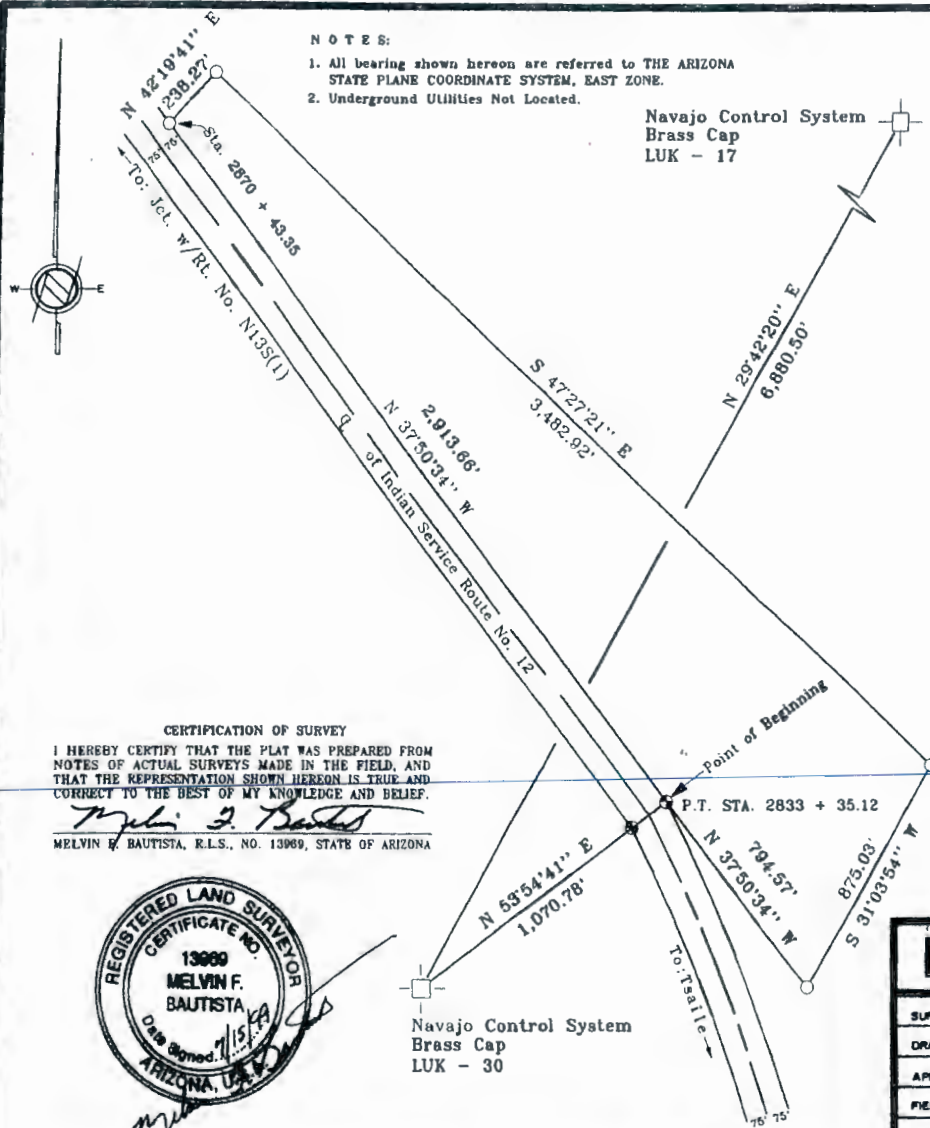 N O T E S:
1. All bearing shown hereon are referred to THE ARIZONA
STATE PLANE COORDINATE SYSTEM, EAST ZONE.
2. Underground Utilities Not Located.
Navajo Control System
Brass Cap
LUK - 17
N 42°19'41" E
238.27'
Sta. 2870 + 43.35
75' 75'
To: Jct. w/Rt. No. N13S(1)
W
E
N 29°42'20" E
6,880.50'
S 47°27'21" E
3,482.92'
2,913.66'
N 37°50'34" W
℄ of Indian Service Route No. 12
Point of Beginning
P.T. STA. 2833 + 35.12
CERTIFICATION OF SURVEY
I HEREBY CERTIFY THAT THE PLAT WAS PREPARED FROM
NOTES OF ACTUAL SURVEYS MADE IN THE FIELD, AND
THAT THE REPRESENTATION SHOWN HEREON IS TRUE AND
CORRECT TO THE BEST OF MY KNOWLEDGE AND BELIEF.
Melvin F. Bautista
MELVIN F. BAUTISTA, R.L.S., NO. 13969, STATE OF ARIZONA
N 53°54'41" E
1,070.78'
794.57'
N 37°50'34" W
875.03'
S 31°03'54" W
To: Tsaile
75' 75'
Navajo Control System
Brass Cap
LUK - 30
REGISTERED LAND SURVEYOR
CERTIFICATE NO.
13969
MELVIN F.
BAUTISTA
Date Signed 7/15/
ARIZONA, U.S.A.